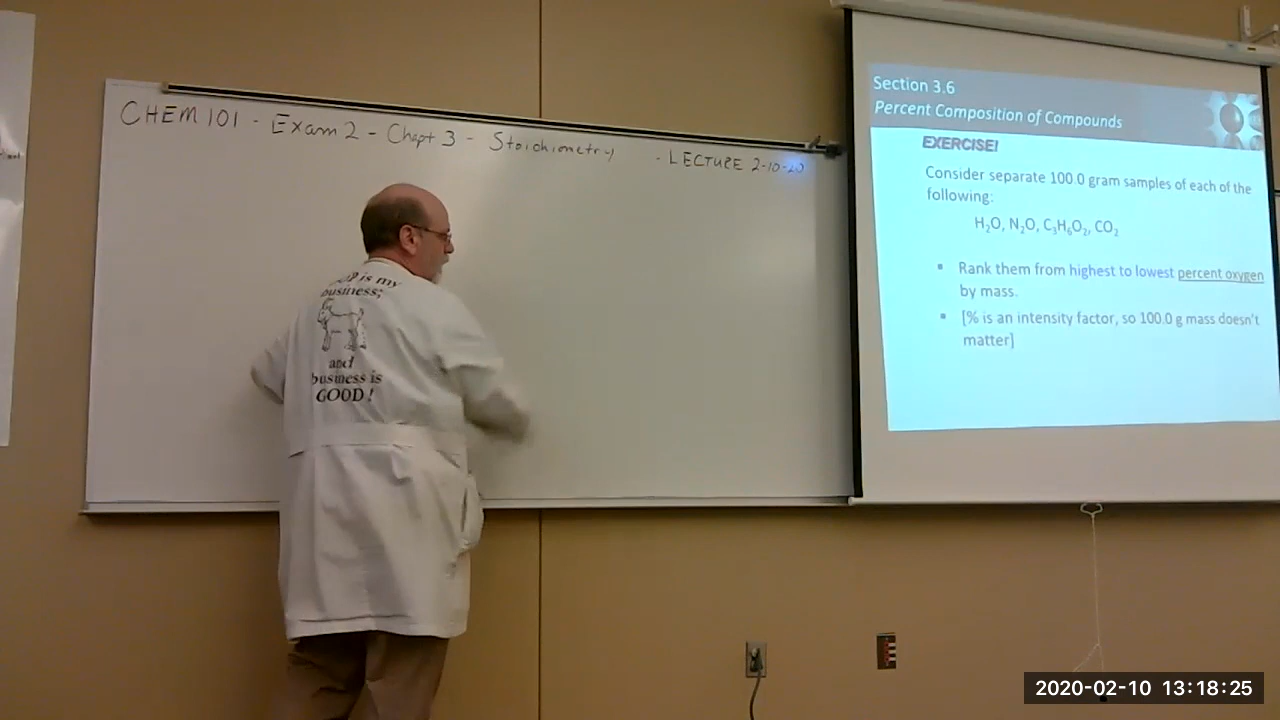 CHEM 101 - Exam 2 - Chapt 3 - Stoichiometry - LECTURE 2-10-20
is my
business;
and
business is
GOOD!
Section 3.6
Percent Composition of Compounds
EXERCISE!
Consider separate 100.0 gram samples of each of the
following:
H₂O, N₂O, C₃H₆O₂, CO₂
• Rank them from highest to lowest percent oxygen
by mass.
• [% is an intensity factor, so 100.0 g mass doesn't
matter]
2020-02-10 13:18:25